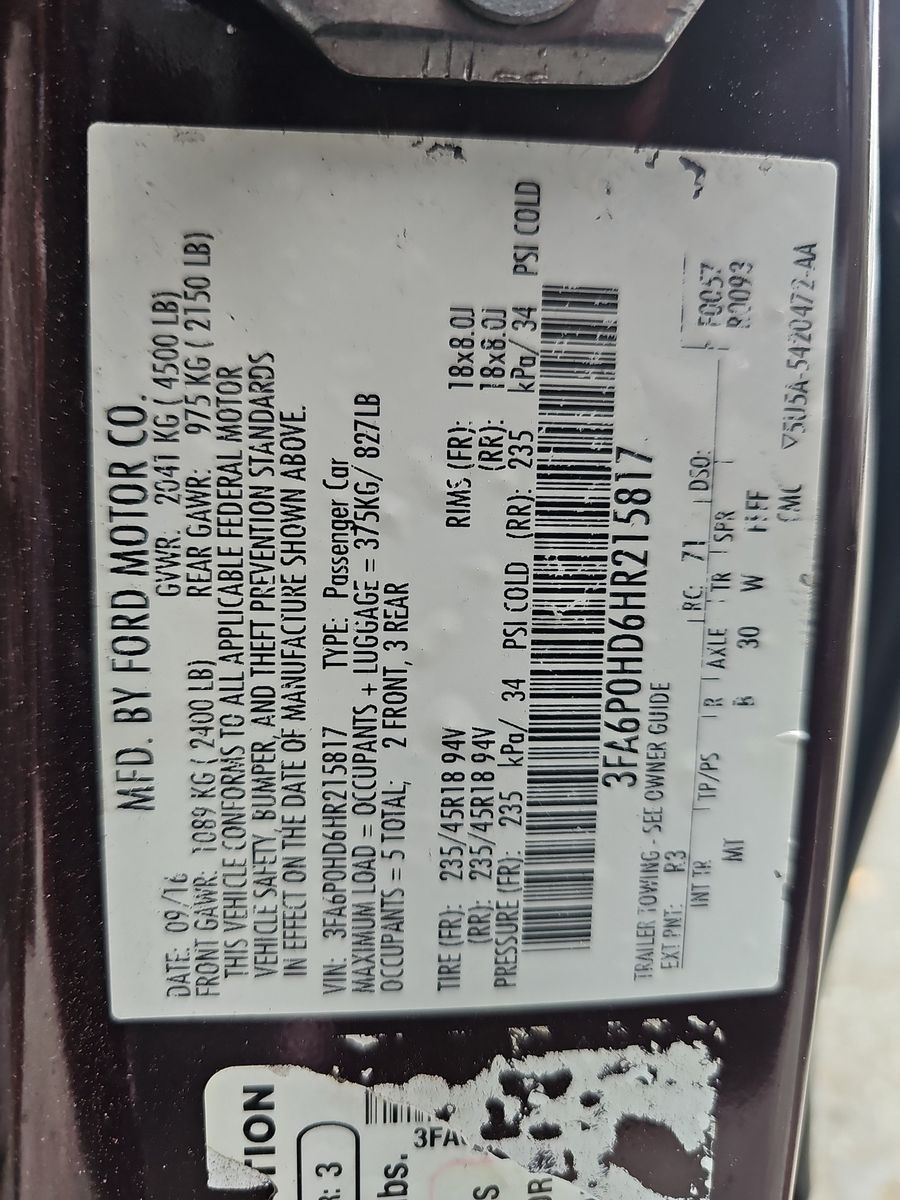 MFD. BY FORD MOTOR CO.
DATE: 09/16 GVWR: 2041 KG ( 4500 LB)
FRONT GAWR: 1089 KG ( 2400 LB) REAR GAWR: 975 KG ( 2150 LB)
THIS VEHICLE CONFORMS TO ALL APPLICABLE FEDERAL MOTOR
VEHICLE SAFETY, BUMPER, AND THEFT PREVENTION STANDARDS
IN EFFECT ON THE DATE OF MANUFACTURE SHOWN ABOVE.
VIN: 3FA6P0HD6HR215817 TYPE: Passenger Car
MAXIMUM LOAD = OCCUPANTS + LUGGAGE = 375KG/ 827LB
OCCUPANTS = 5 TOTAL; 2 FRONT, 3 REAR
TIRE (FR): 235/45R18 94V RIMS (FR): 18x8.0J
(RR): 235/45R18 94V (RR): 18x8.0J
PRESSURE (FR): 235 kPa/ 34 PSI COLD (RR): 235 kPa/ 34 PSI COLD
3FA6P0HD6HR215817
TRAILER TOWING - SEE OWNER GUIDE
EXT PNT: R3 RC: 71 DSO: F0057
INT TR TP/PS R AXLE TR SPR R0093
MT B 30 W
CMC ▽5U5A-5420472-AA
TION
R: 3
3FA
lbs.
S
OR